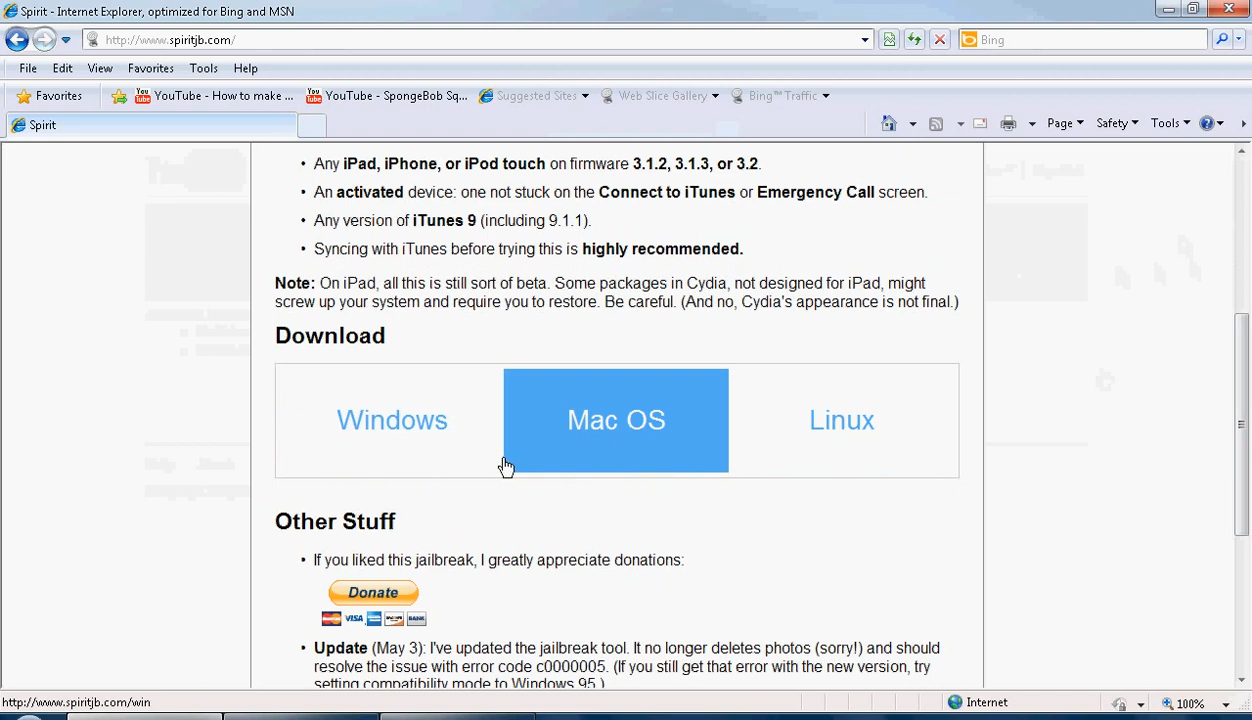 Spirit - Internet Explorer, optimized for Bing and MSN
http://www.spiritjb.com/
Bing
File Edit View Favorites Tools Help
Favorites YouTube - How to make ... YouTube - SpongeBob Sq... Suggested Sites Web Slice Gallery Bing™Traffic
Spirit
Page Safety Tools
• Any iPad, iPhone, or iPod touch on firmware 3.1.2, 3.1.3, or 3.2.
• An activated device: one not stuck on the Connect to iTunes or Emergency Call screen.
• Any version of iTunes 9 (including 9.1.1).
• Syncing with iTunes before trying this is highly recommended.
Note: On iPad, all this is still sort of beta. Some packages in Cydia, not designed for iPad, might
screw up your system and require you to restore. Be careful. (And no, Cydia's appearance is not final.)
Download
Windows Mac OS Linux
Other Stuff
• If you liked this jailbreak, I greatly appreciate donations:
Donate
VISA BANK
• Update (May 3): I've updated the jailbreak tool. It no longer deletes photos (sorry!) and should
resolve the issue with error code c0000005. (If you still get that error with the new version, try
setting compatibility mode to Windows 95.)
http://www.spiritjb.com/win
Internet
100%